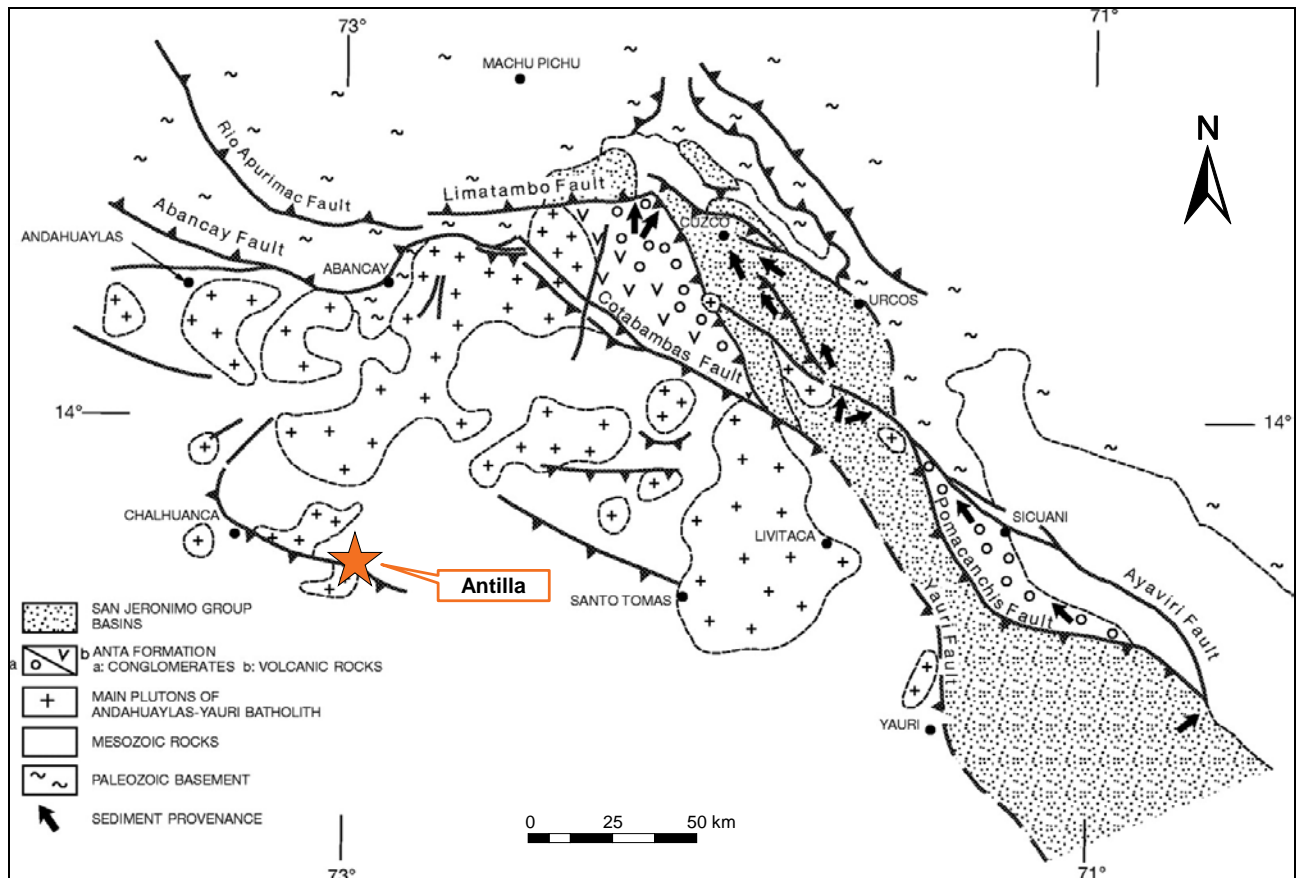 73°
71°
MACHU PICHU
N
Rio Apurimac Fault
Limatambo Fault
Abancay Fault
CUZCO
ANDAHUAYLAS
ABANCAY
URCOS
Cotabambas Fault
14°
14°
CHALHUANCA
SICUANI
LIVITACA
Pomacanchis Fault
Ayaviri Fault
Antilla
SANTO TOMAS
Yauri Fault
YAURI
SAN JERONIMO GROUP
BASINS
a b ANTA FORMATION
a: CONGLOMERATES b: VOLCANIC ROCKS
MAIN PLUTONS OF
ANDAHUAYLAS-YAURI BATHOLITH
MESOZOIC ROCKS
PALEOZOIC BASEMENT
SEDIMENT PROVENANCE
0 25 50 km
73°
71°